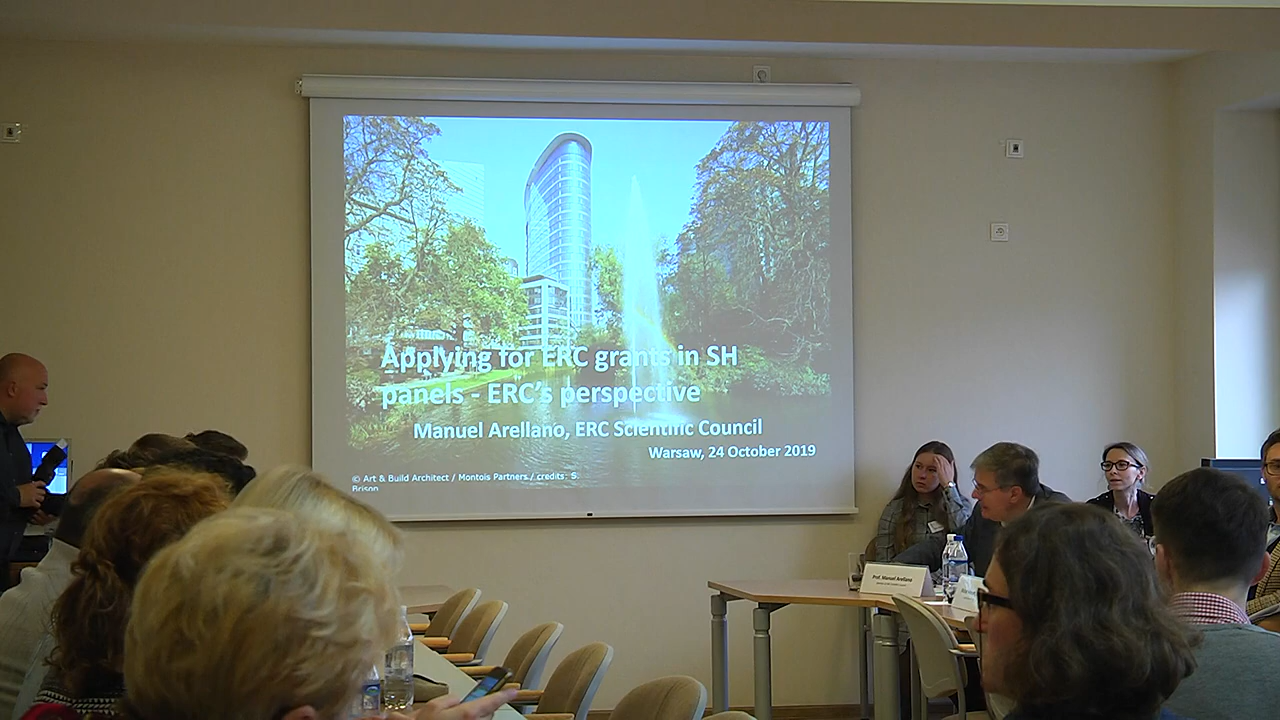 Applying for ERC grants in SH
panels - ERC's perspective
Manuel Arellano, ERC Scientific Council
Warsaw, 24 October 2019
© Art & Build Architect / Montois Partners / credits: S.
Brison
Prof. Manuel Arellano